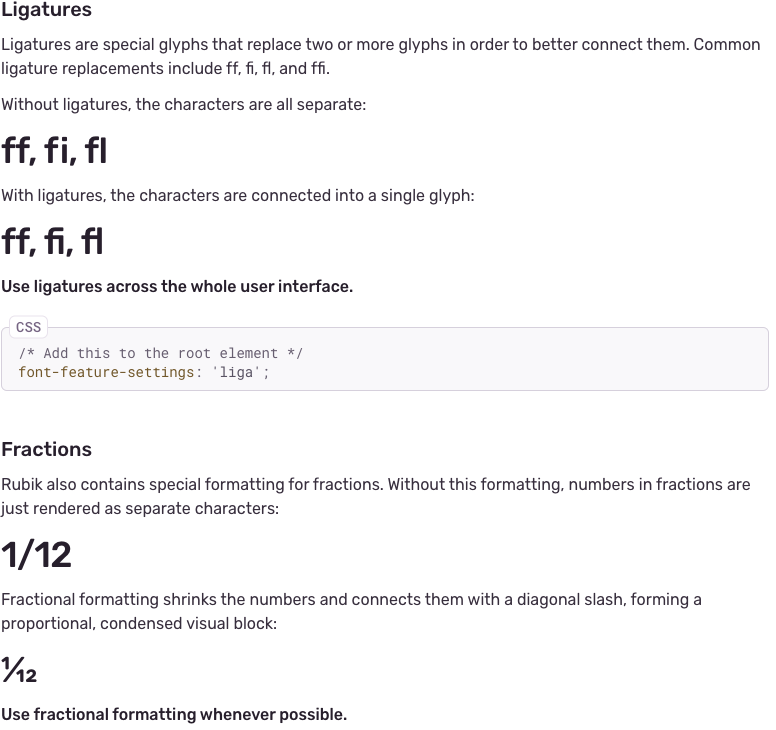 Ligatures
Ligatures are special glyphs that replace two or more glyphs in order to better connect them. Common
ligature replacements include ff, fi, fl, and ffi.
Without ligatures, the characters are all separate:
ff, fi, fl
With ligatures, the characters are connected into a single glyph:
ff, fi, fl
Use ligatures across the whole user interface.
CSS
/* Add this to the root element */
font-feature-settings: 'liga';
Fractions
Rubik also contains special formatting for fractions. Without this formatting, numbers in fractions are
just rendered as separate characters:
1/12
Fractional formatting shrinks the numbers and connects them with a diagonal slash, forming a
proportional, condensed visual block:
¹⁄₁₂
Use fractional formatting whenever possible.